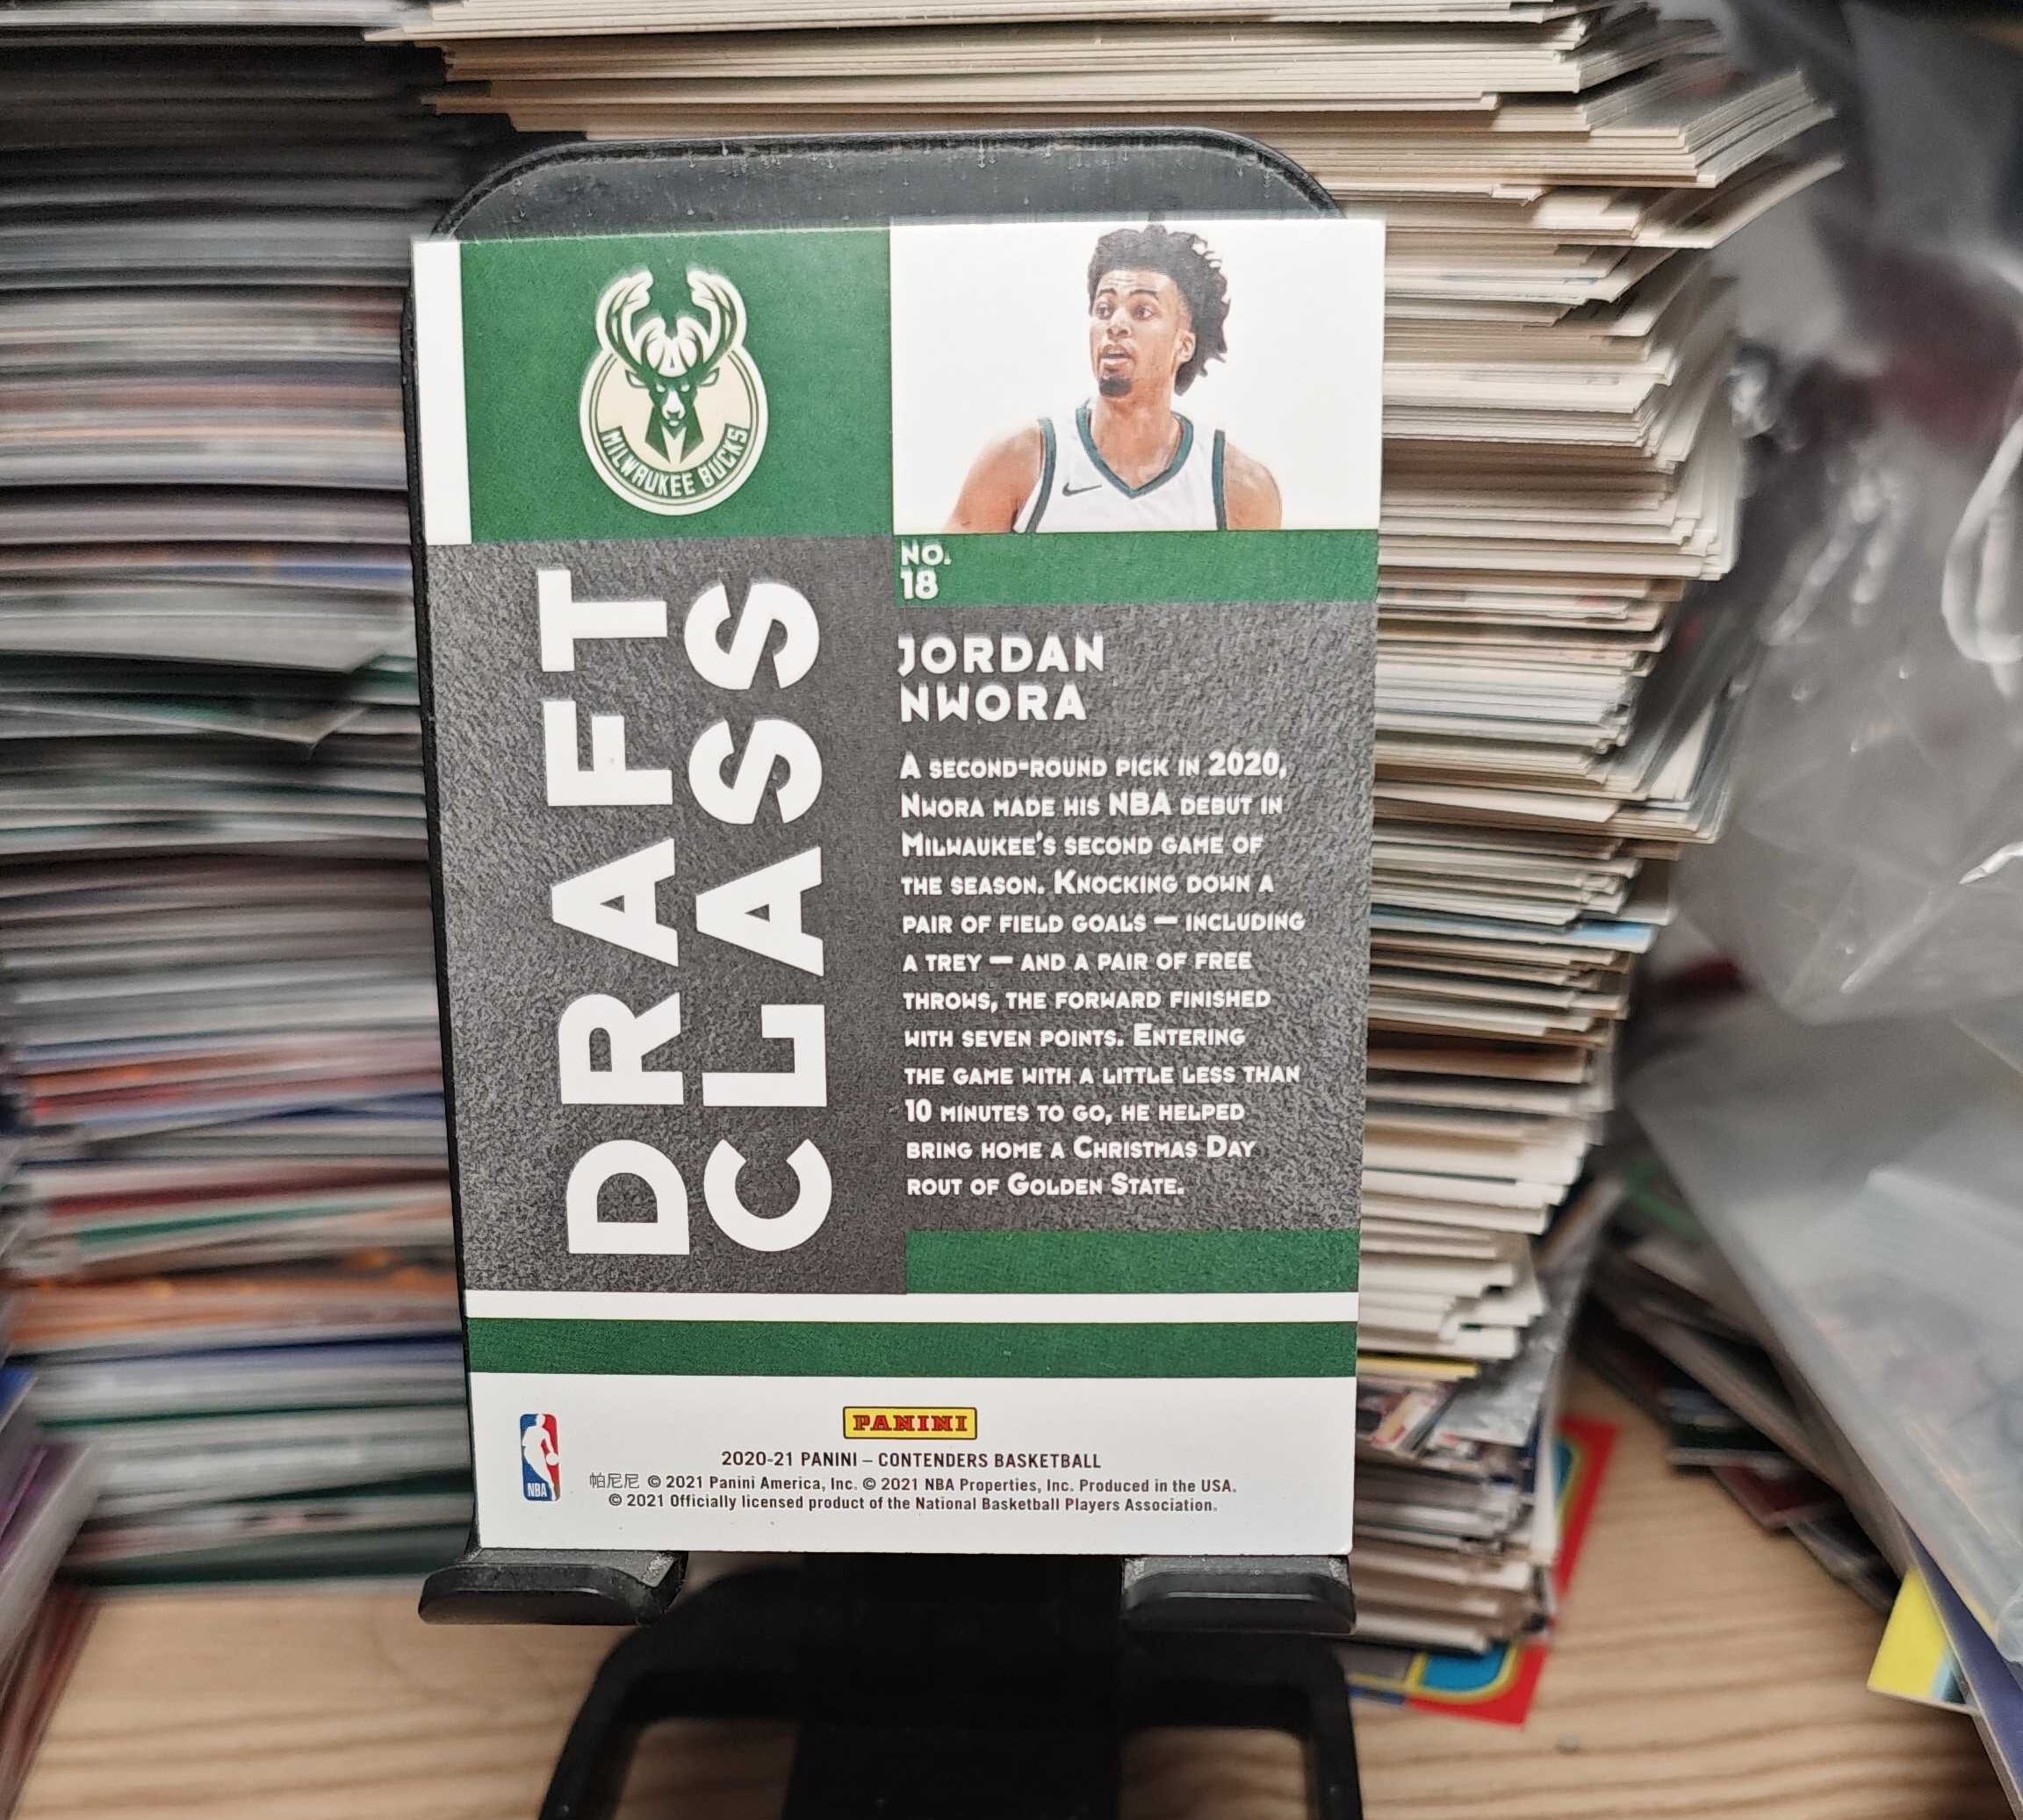 MILWAUKEE BUCKS
NO.
18
DRAFT
CLASS
JORDAN
NWORA
A SECOND-ROUND PICK IN 2020,
NWORA MADE HIS NBA DEBUT IN
MILWAUKEE'S SECOND GAME OF
THE SEASON. KNOCKING DOWN A
PAIR OF FIELD GOALS — INCLUDING
A TREY — AND A PAIR OF FREE
THROWS, THE FORWARD FINISHED
WITH SEVEN POINTS. ENTERING
THE GAME WITH A LITTLE LESS THAN
10 MINUTES TO GO, HE HELPED
BRING HOME A CHRISTMAS DAY
ROUT OF GOLDEN STATE.
NBA
PANINI
2020-21 PANINI – CONTENDERS BASKETBALL
帕尼尼 © 2021 Panini America, Inc. © 2021 NBA Properties, Inc. Produced in the USA.
© 2021 Officially licensed product of the National Basketball Players Association.